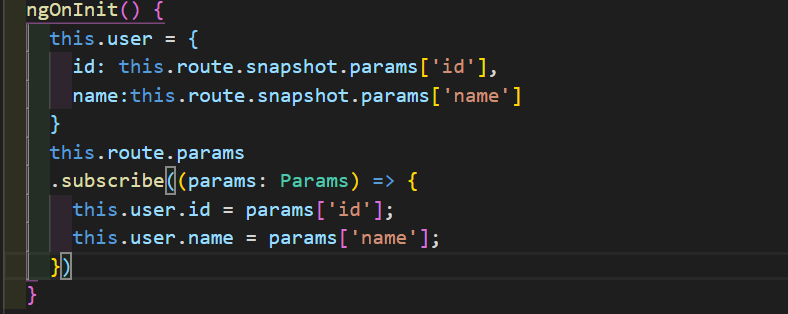 ngOnInit() {
  this.user = {
    id: this.route.snapshot.params['id'],
    name:this.route.snapshot.params['name']
  }
  this.route.params
  .subscribe((params: Params) => {
    this.user.id = params['id'];
    this.user.name = params['name'];
  })
}